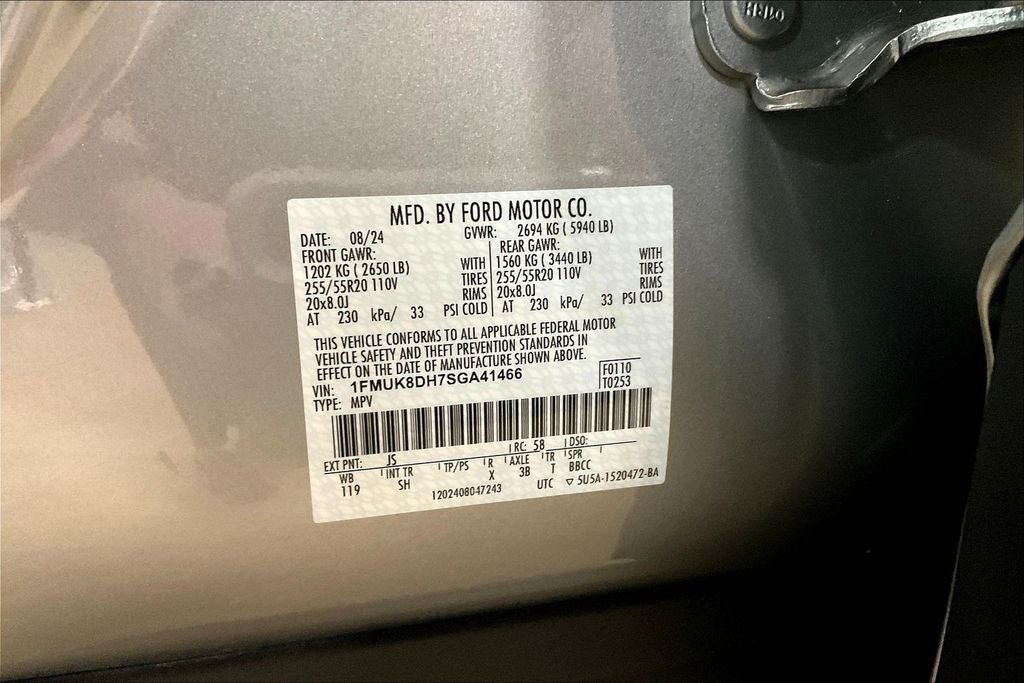 01RH
MFD. BY FORD MOTOR CO.
DATE: 08/24 GVWR: 2694 KG ( 5940 LB)
FRONT GAWR: REAR GAWR:
1202 KG ( 2650 LB) WITH 1560 KG ( 3440 LB) WITH
255/55R20 110V TIRES 255/55R20 110V TIRES
20x8.0J RIMS 20x8.0J RIMS
AT 230 kPa/ 33 PSI COLD AT 230 kPa/ 33 PSI COLD
THIS VEHICLE CONFORMS TO ALL APPLICABLE FEDERAL MOTOR
VEHICLE SAFETY AND THEFT PREVENTION STANDARDS IN
EFFECT ON THE DATE OF MANUFACTURE SHOWN ABOVE.
VIN: 1FMUK8DH7SGA41466 F0110
TYPE: MPV T0253
EXT PNT: JS RC: 58 DSO:
WB INT TR TP/PS R AXLE TR SPR
119 SH X 3B T BBCC
1202408047243 UTC ▽ 5U5A-1520472-BA